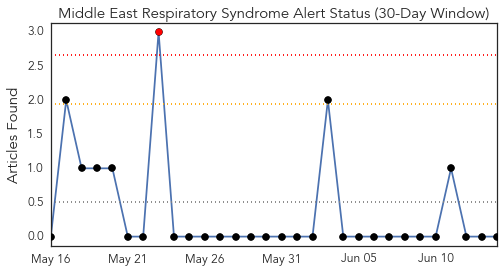 Middle East Respiratory Syndrome Alert Status (30-Day Window)
Articles Found
3.0
2.5
2.0
1.5
1.0
0.5
0.0
May 16 May 21 May 26 May 31 Jun 05 Jun 10